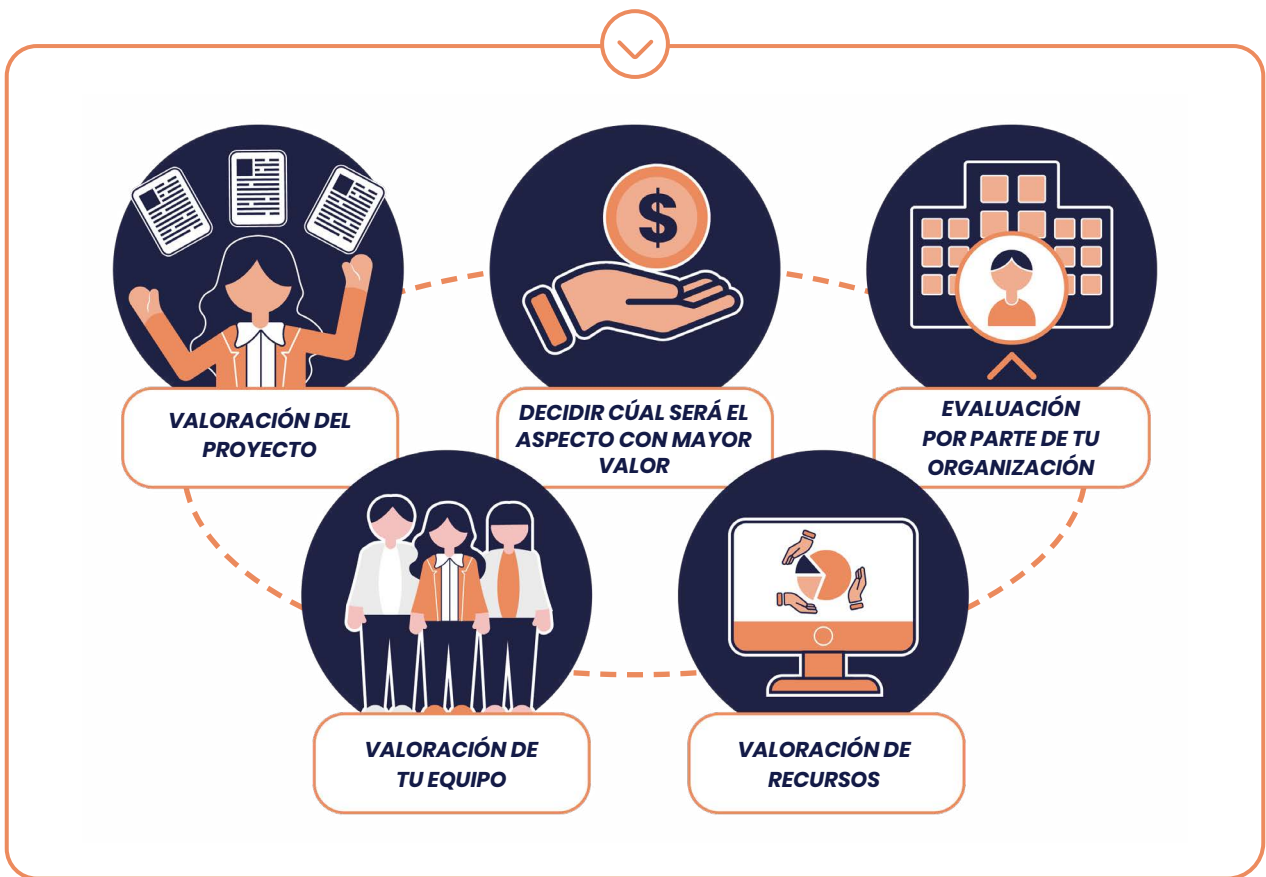 VALORACIÓN DEL
PROYECTO
DECIDIR CÚAL SERÁ EL
ASPECTO CON MAYOR
VALOR
EVALUACIÓN
POR PARTE DE TU
ORGANIZACIÓN
VALORACIÓN DE
TU EQUIPO
VALORACIÓN DE
RECURSOS
$